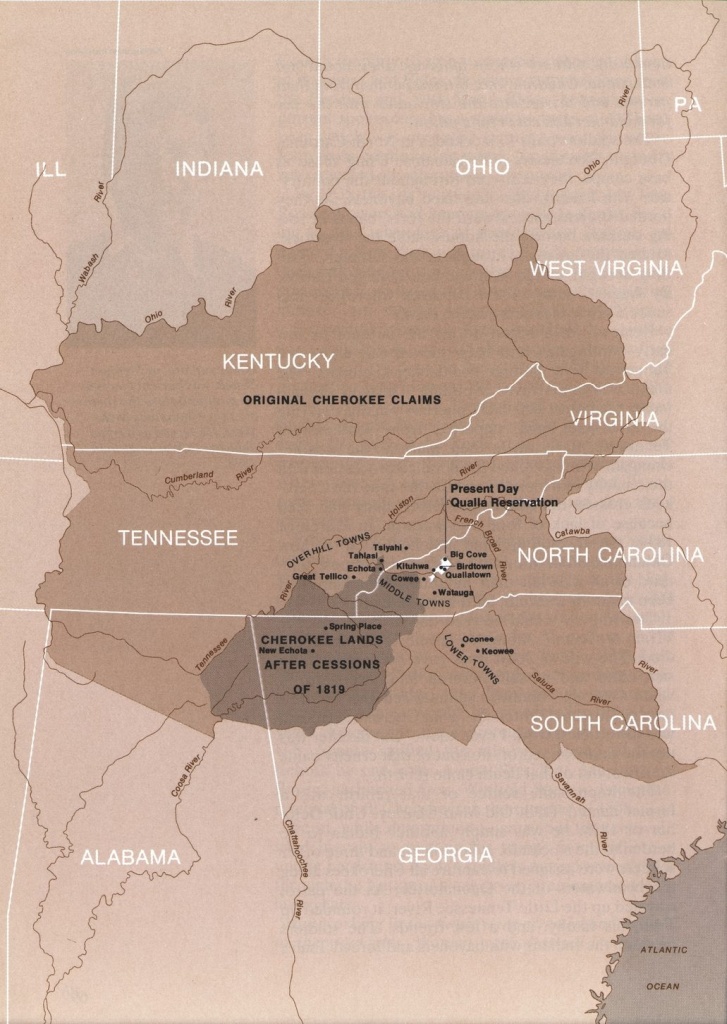 PA
River
ILL
INDIANA
OHIO
Ohio
River
WEST VIRGINIA
Wabash
River
Ohio
KENTUCKY
ORIGINAL CHEROKEE CLAIMS
VIRGINIA
River
Cumberland
River
Present Day
Qualla Reservation
Holston
French Broad
River
TENNESSEE
Catawba
NORTH CAROLINA
OVERHILL TOWNS
Tsiyahi
Tahlasi
Echota
Great Tellico
Big Cove
Kituhwa
Birdtown
Cowee
Quallatown
MIDDLE TOWNS
Watauga
River
Spring Place
CHEROKEE LANDS
New Echota
AFTER CESSIONS
OF 1819
Tennessee
Oconee
Keowee
LOWER TOWNS
River
Saluda
River
SOUTH CAROLINA
Coosa River
Savannah
River
Chattahoochee
River
ALABAMA
GEORGIA
ATLANTIC
OCEAN